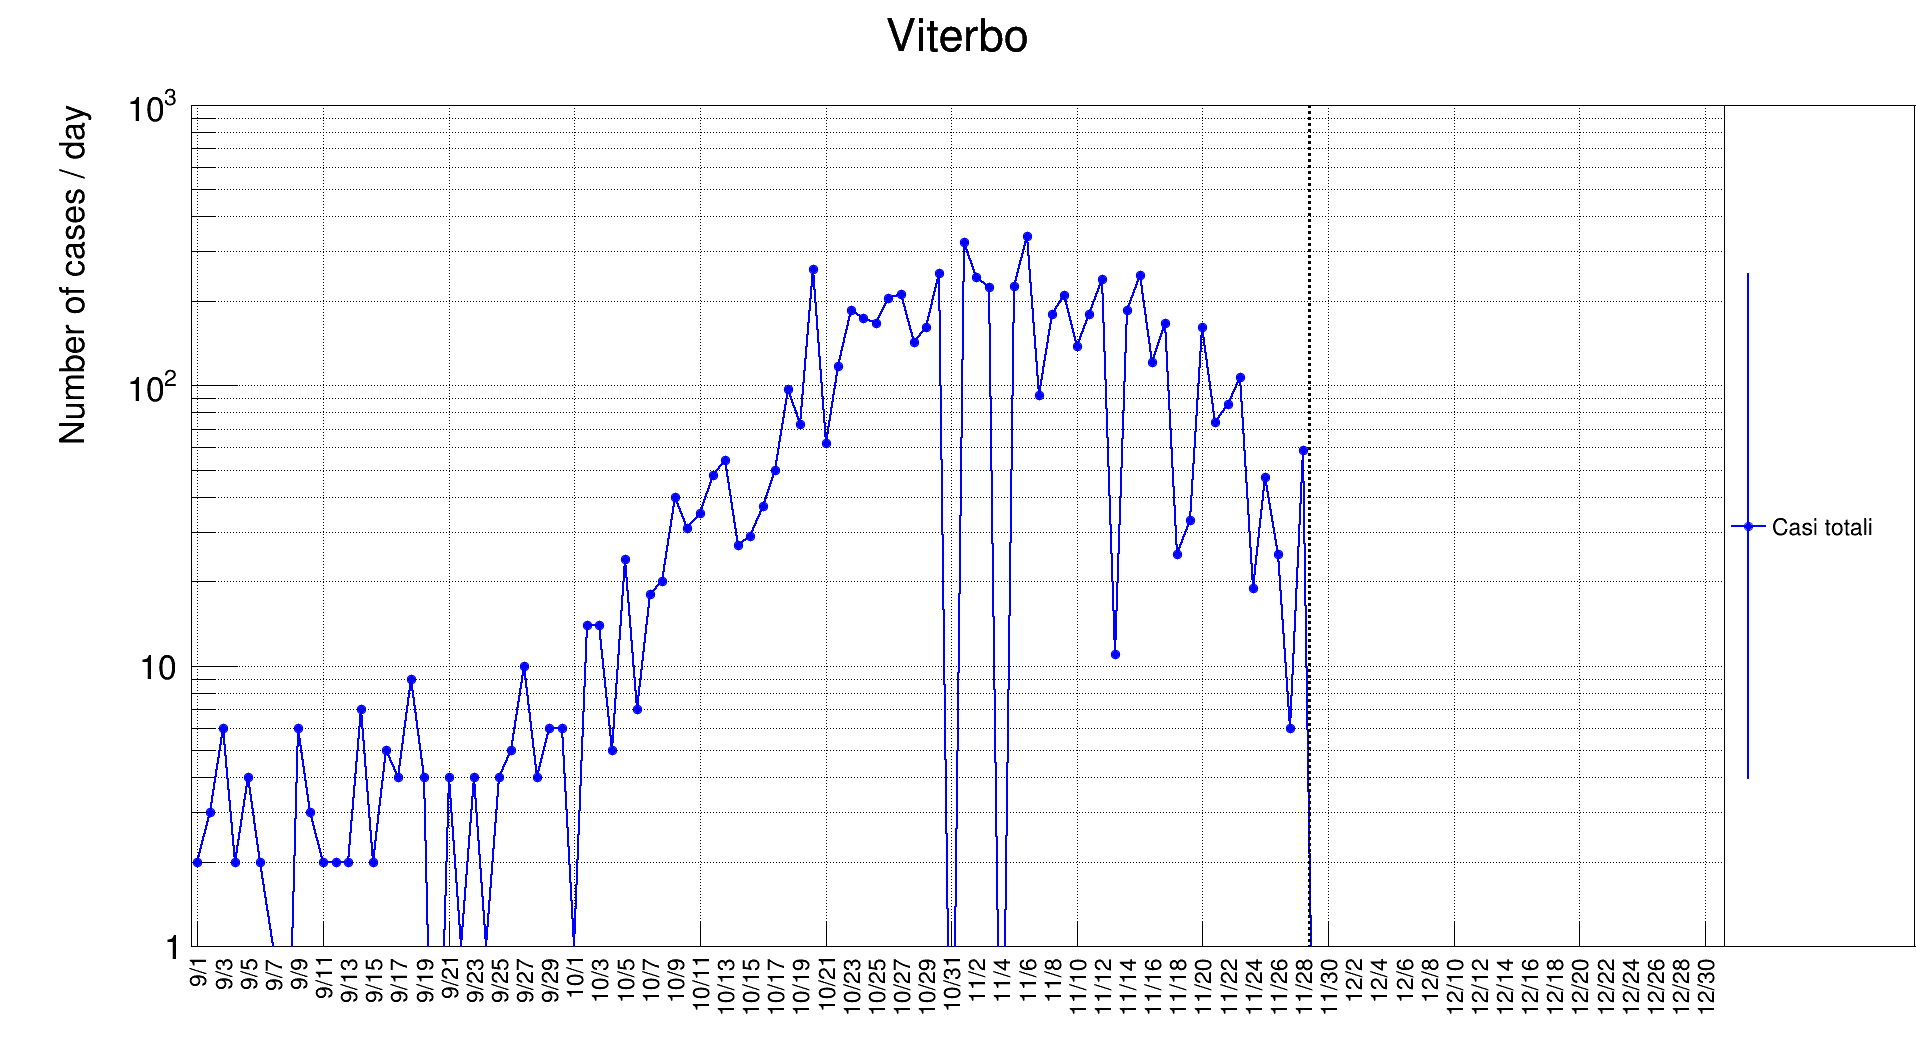 Viterbo
Number of cases / day
10³
10²
10
1
9/1 9/3 9/5 9/7 9/9 9/11 9/13 9/15 9/17 9/19 9/21 9/23 9/25 9/27 9/29 10/1 10/3 10/5 10/7 10/9 10/11 10/13 10/15 10/17 10/19 10/21 10/23 10/25 10/27 10/29 10/31 11/2 11/4 11/6 11/8 11/10 11/12 11/14 11/16 11/18 11/20 11/22 11/24 11/26 11/28 11/30 12/2 12/4 12/6 12/8 12/10 12/12 12/14 12/16 12/18 12/20 12/22 12/24 12/26 12/28 12/30
Casi totali